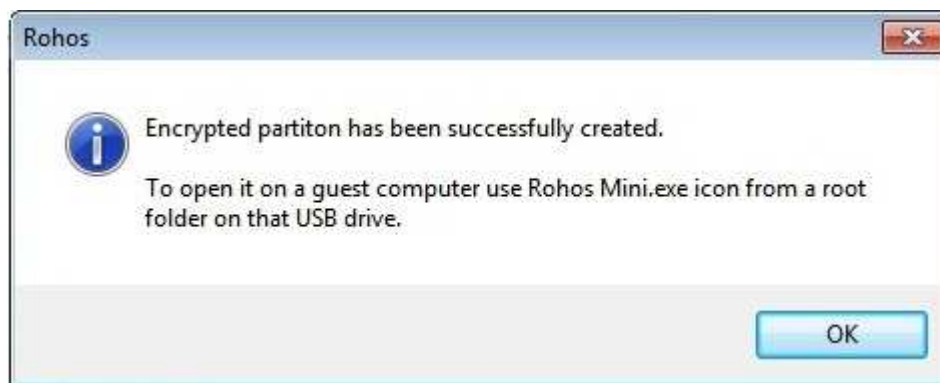 Rohos
Encrypted partiton has been successfully created.
To open it on a guest computer use Rohos Mini.exe icon from a root
folder on that USB drive.
OK